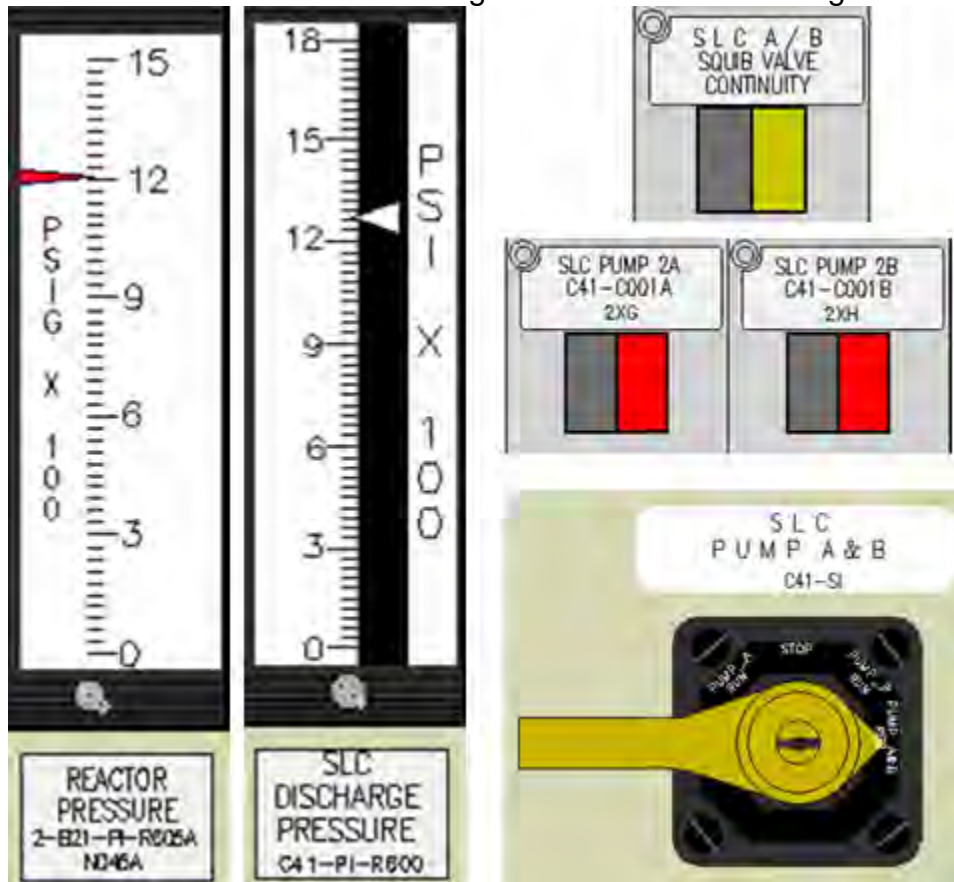 15
12
9
6
3
0
PSIG X 100
REACTOR
PRESSURE
2-B21-PI-R605A
N046A
18
15
12
9
6
3
0
PSI X 100
SLC
DISCHARGE
PRESSURE
C41-PI-R600
SLC A/B
SQUIB VALVE
CONTINUITY
SLC PUMP 2A
C41-C001A
2XG
SLC PUMP 2B
C41-C001B
2XH
SLC
PUMP A&B
C41-S1
PUMP-A
RUN
STOP
PUMP-B
RUN
PUMP A&B